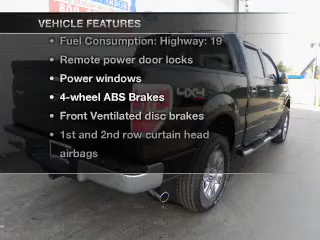 VEHICLE FEATURES
• Fuel Consumption: Highway: 19
• Remote power door locks
• Power windows
• 4-wheel ABS Brakes
• Front Ventilated disc brakes
• 1st and 2nd row curtain head
airbags
4X4